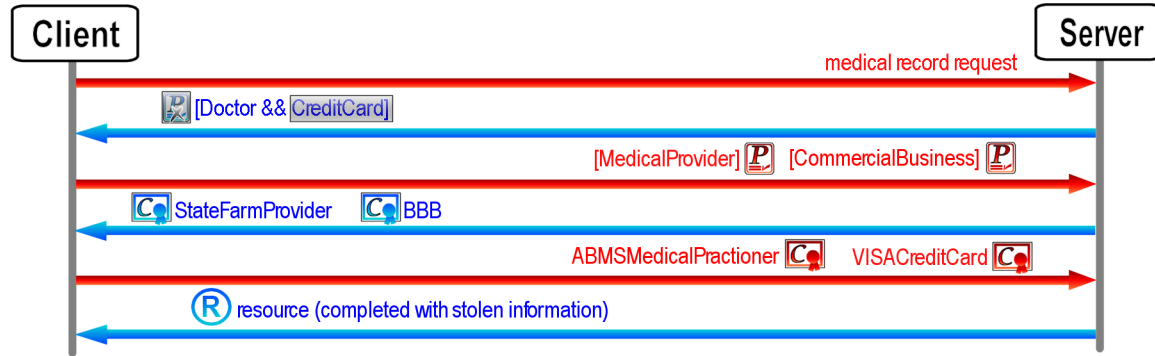 Client
Server
medical record request
P [Doctor && CreditCard]
[MedicalProvider] P [CommercialBusiness] P
C StateFarmProvider C BBB
ABMSMedicalPractioner C VISACreditCard C
R resource (completed with stolen information)